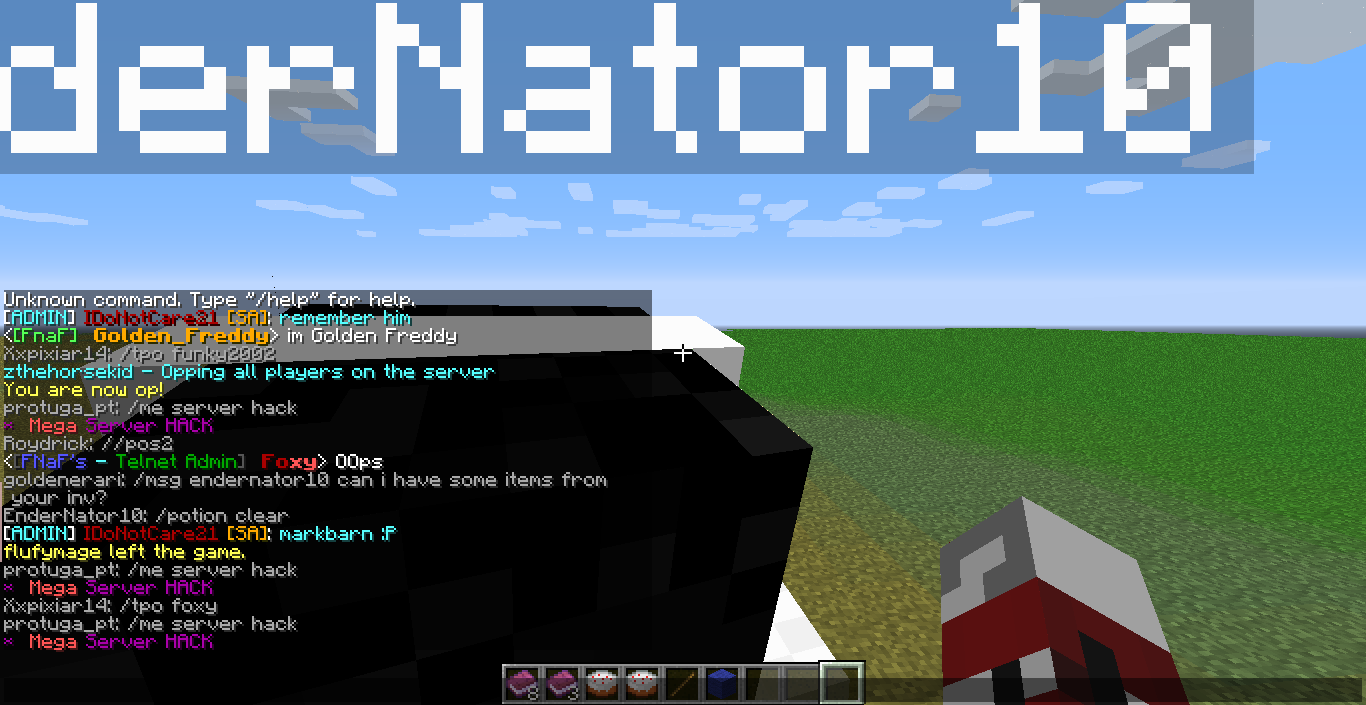 derNator10
Unknown command. Type "/help" for help.
[ADMIN] IDoNotCare21 [SA]: remember him
<[FnaF] Golden_Freddy> im Golden Freddy
Xxpixiar14: /tpo funky2002
zthehorsekid - Opping all players on the server
You are now op!
protuga_pt: /me server hack
* Mega Server HACK
Roydrick: //pos2
<[FNaF's - Telnet Admin] Foxy> OOps
goldenerari: /msg endernator10 can i have some items from
your inv?
EnderNator10: /potion clear
[ADMIN] IDoNotCare21 [SA]: markbarn :P
flufymage left the game.
protuga_pt: /me server hack
* Mega Server HACK
Xxpixiar14: /tpo foxy
protuga_pt: /me server hack
* Mega Server HACK
8 3